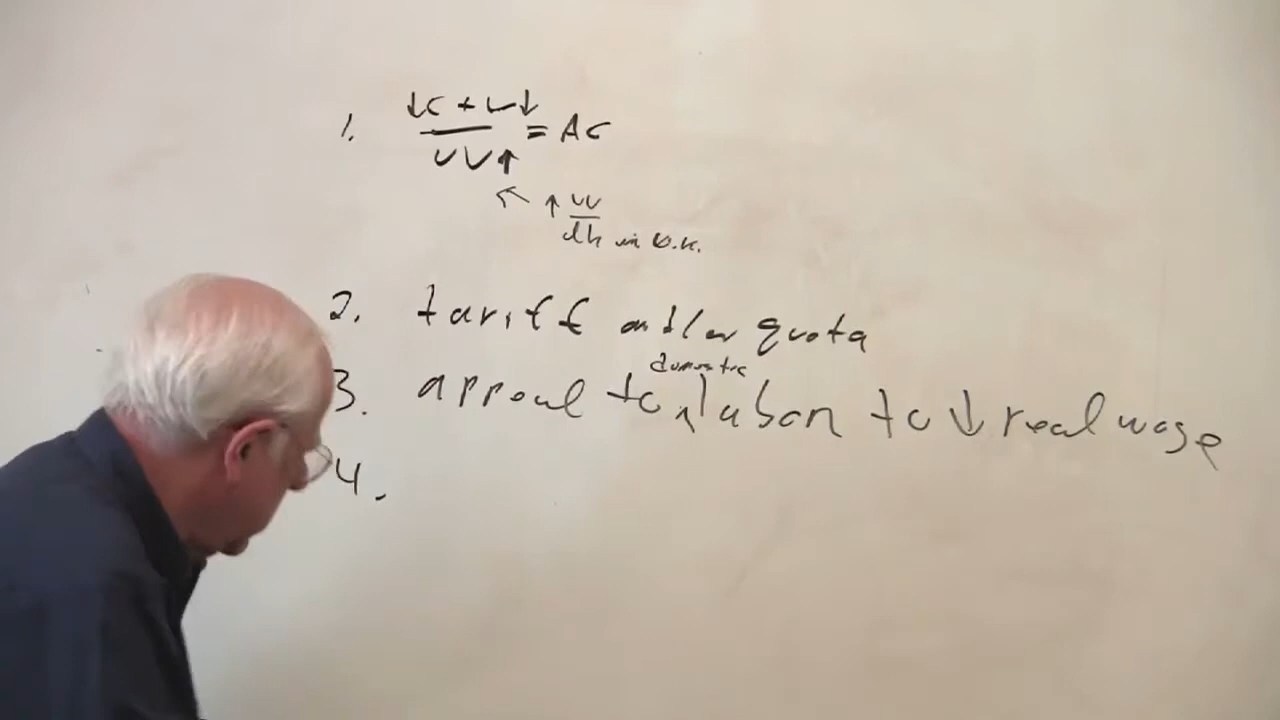 1. ↓C + V↓ = AC
UV↑
↖ ↑ UV
dh in U.K.
2. tariff and/or quota
domestic
3. appeal to ^ labor to ↓ real wage
4.